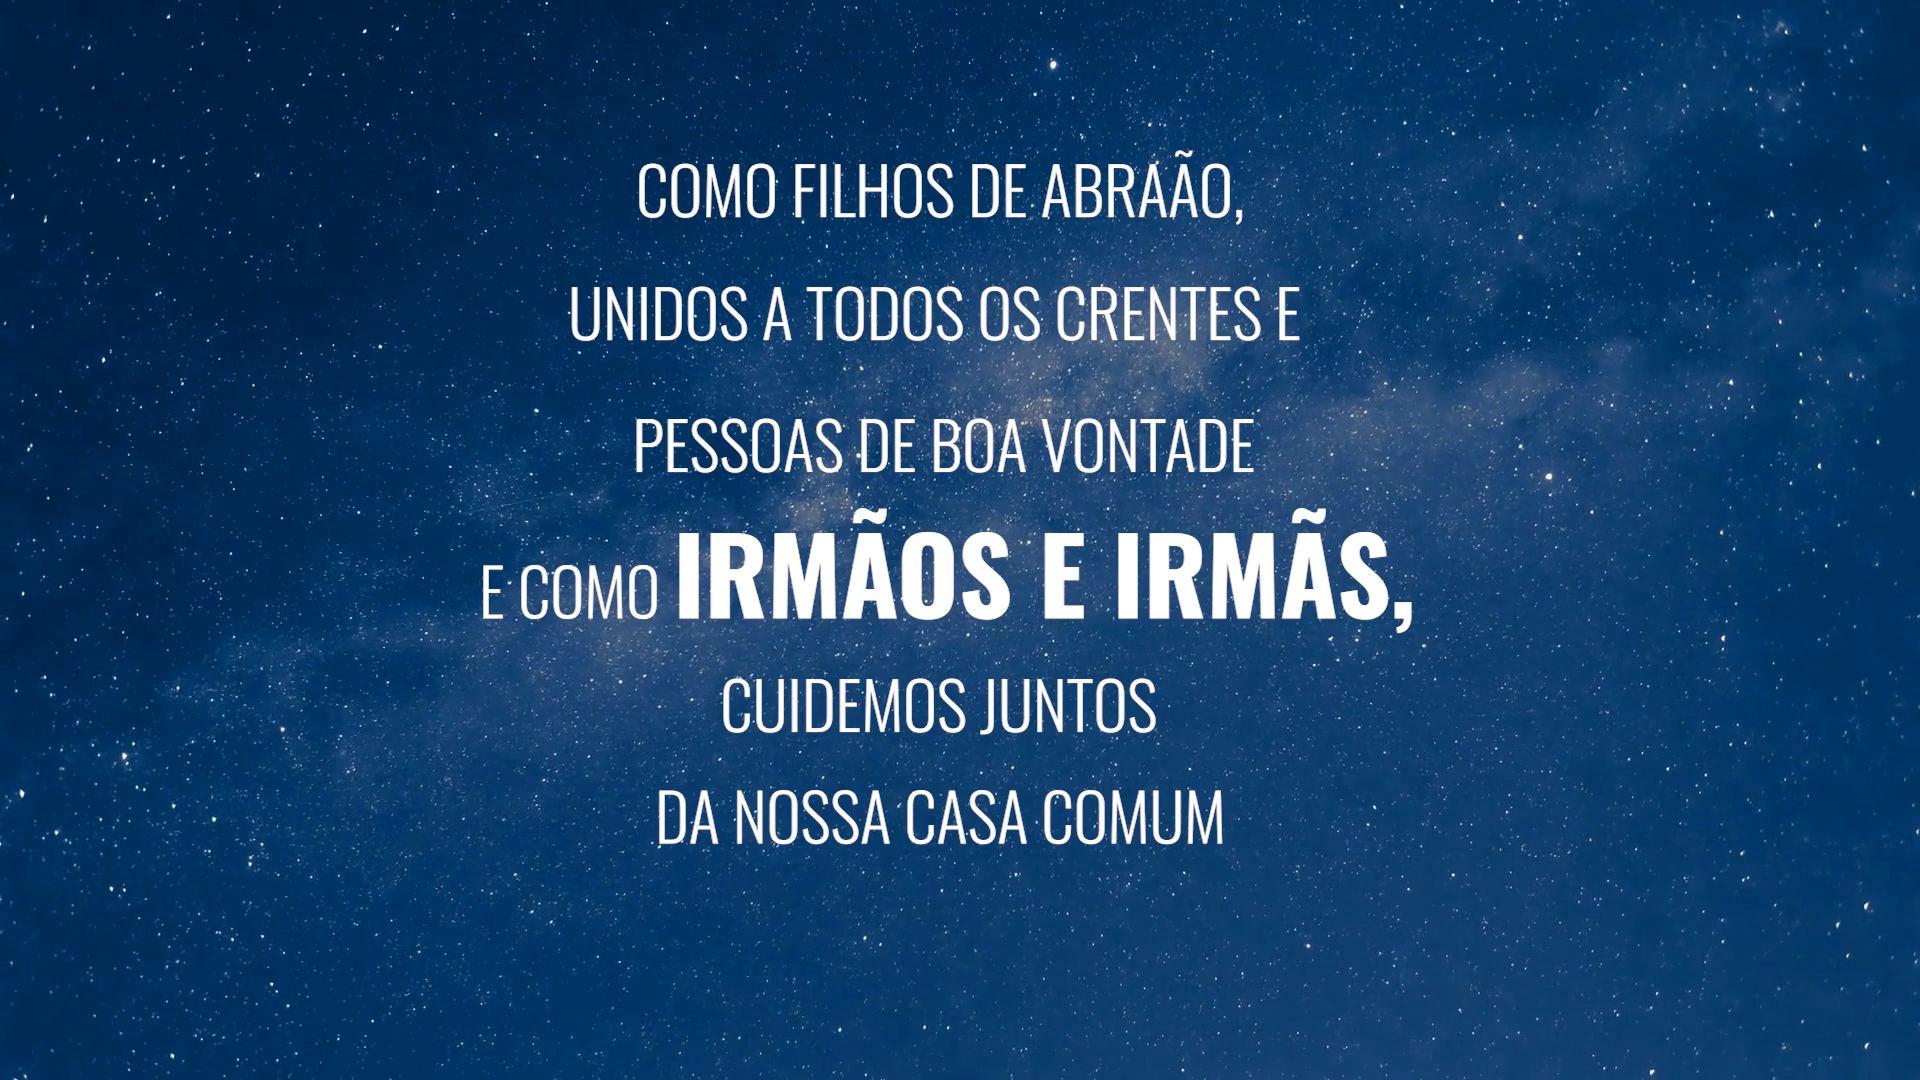 COMO FILHOS DE ABRAÃO,
UNIDOS A TODOS OS CRENTES E
PESSOAS DE BOA VONTADE
E COMO IRMÃOS E IRMÃS,
CUIDEMOS JUNTOS
DA NOSSA CASA COMUM